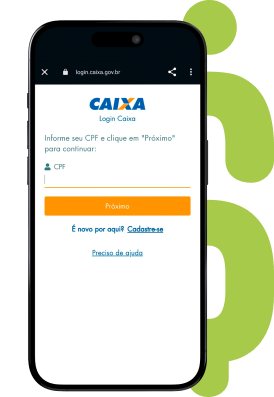 login.caixa.gov.br
CAIXA
Login Caixa
Informe seu CPF e clique em "Próximo"
para continuar:
CPF
Próximo
É novo por aqui? Cadastre-se
Preciso de ajuda